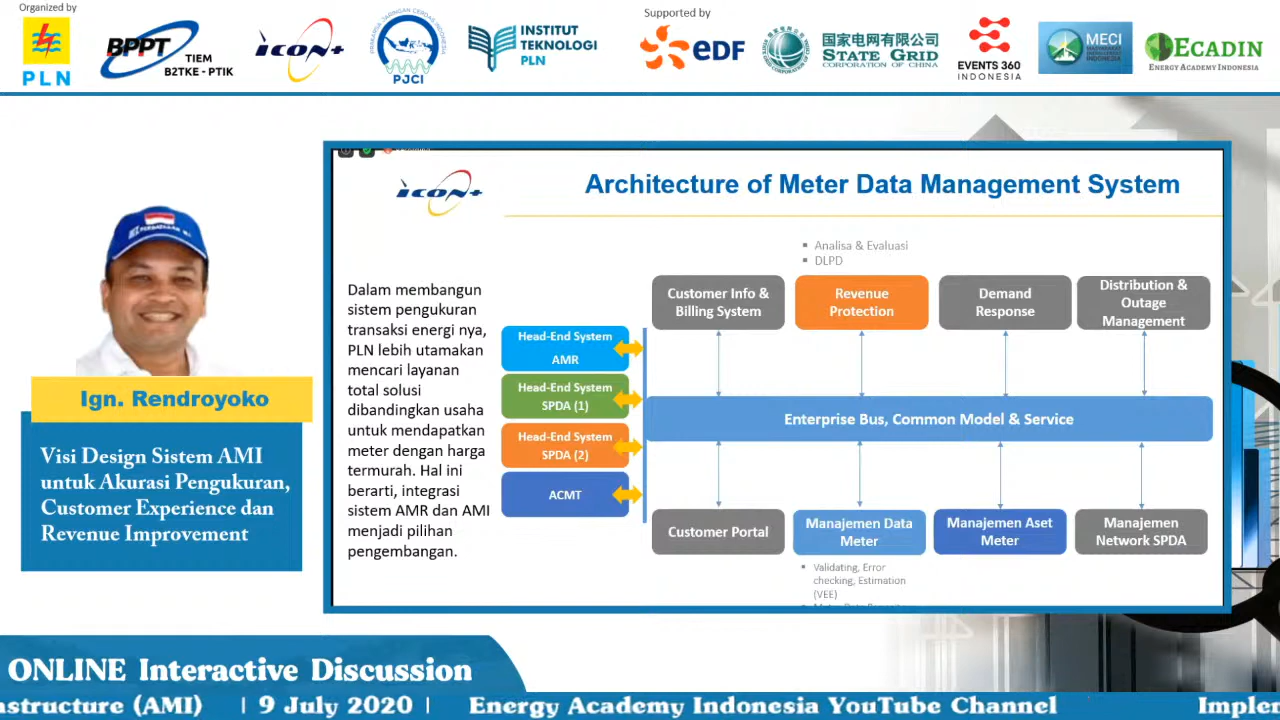 Organized by
PLN
BPPT
TIEM
B2TKE - PTIK
icon+
PRAKARSA JARINGAN CERDAS INDONESIA
PJCI
INSTITUT
TEKNOLOGI
PLN
Supported by
eDF
国家电网有限公司
STATE GRID
CORPORATION OF CHINA
EVENTS 360
INDONESIA
MECI
ECADIN
ENERGY ACADEMY INDONESIA
icon+
Architecture of Meter Data Management System
▪ Analisa & Evaluasi
▪ DLPD
Dalam membangun
sistem pengukuran
transaksi energi nya,
PLN lebih utamakan
mencari layanan
total solusi
dibandingkan usaha
untuk mendapatkan
meter dengan harga
termurah. Hal ini
berarti, integrasi
sistem AMR dan AMI
menjadi pilihan
pengembangan.
Customer Info &
Billing System
Revenue
Protection
Demand
Response
Distribution &
Outage
Management
Head-End System
AMR
Head-End System
SPDA (1)
Head-End System
SPDA (2)
ACMT
Enterprise Bus, Common Model & Service
Customer Portal
Manajemen Data
Meter
Manajemen Aset
Meter
Manajemen
Network SPDA
▪ Validating, Error
checking, Estimation
(VEE)
Ign. Rendroyoko
Visi Design Sistem AMI
untuk Akurasi Pengukuran,
Customer Experience dan
Revenue Improvement
ONLINE Interactive Discussion
astructure (AMI) | 9 July 2020 | Energy Academy Indonesia YouTube Channel Implem